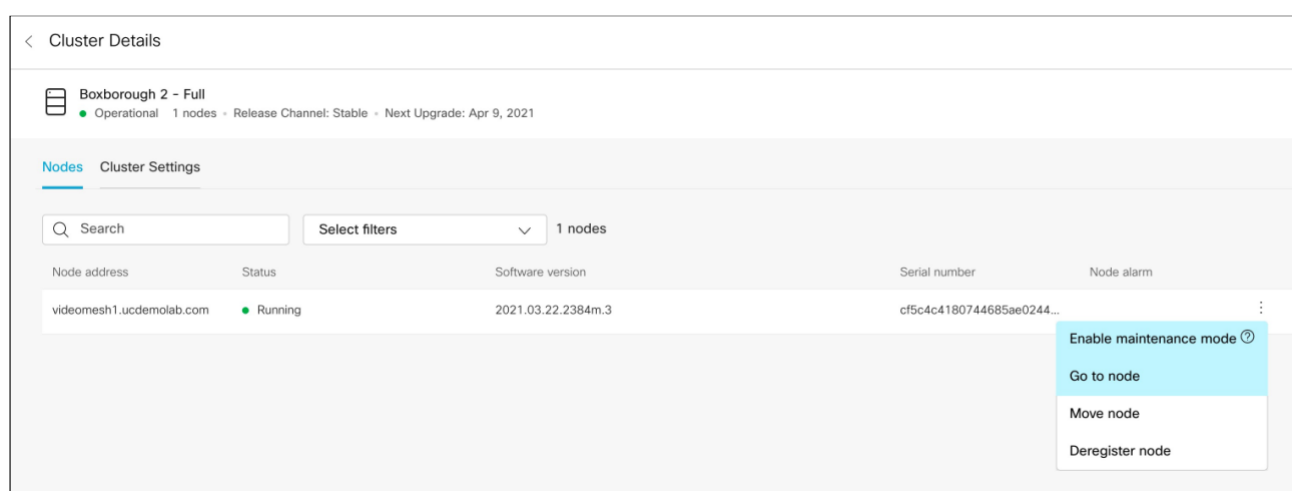 Cluster Details
Boxborough 2 - Full
Operational 1 nodes • Release Channel: Stable • Next Upgrade: Apr 9, 2021
Nodes Cluster Settings
Search Select filters 1 nodes
Node address Status Software version Serial number Node alarm
videomesh1.ucdemolab.com Running 2021.03.22.2384m.3 cf5c4c4180744685ae0244...
Enable maintenance mode
Go to node
Move node
Deregister node